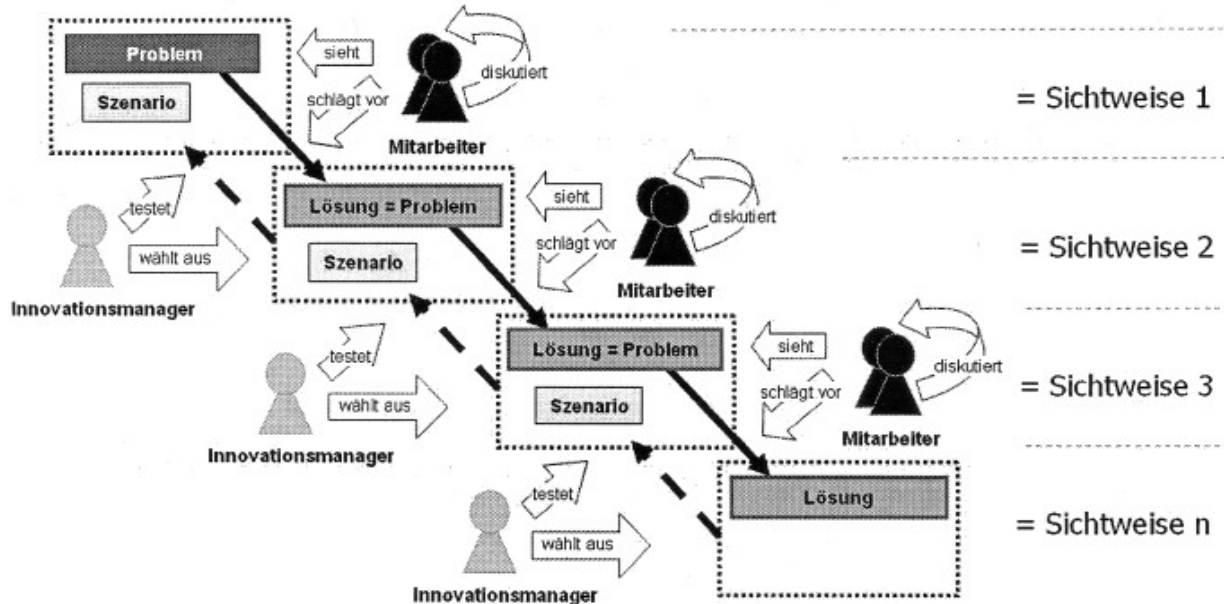 Problem
sieht
diskutiert
Szenario
schlägt vor
= Sichtweise 1
Mitarbeiter
testet
Lösung = Problem
sieht
diskutiert
wählt aus
Szenario
schlägt vor
= Sichtweise 2
Innovationsmanager
Mitarbeiter
testet
Lösung = Problem
sieht
diskutiert
wählt aus
Szenario
schlägt vor
= Sichtweise 3
Innovationsmanager
Mitarbeiter
testet
Lösung
= Sichtweise n
wählt aus
Innovationsmanager